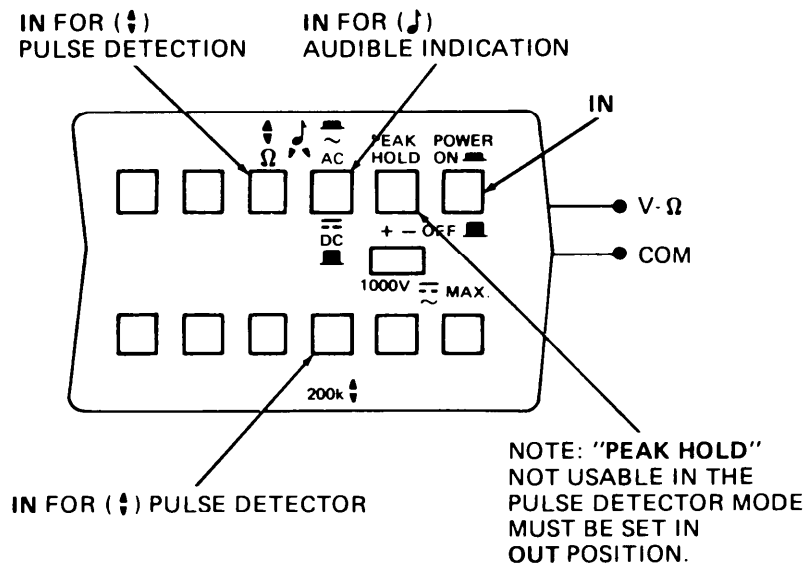 IN FOR (⬍)
PULSE DETECTION
IN FOR (♪)
AUDIBLE INDICATION
IN
Ω
~
AC
PEAK
HOLD
POWER
ON
DC
+ − OFF
1000V ⎓ ~ MAX.
V-Ω
COM
200k ⬍
IN FOR (⬍) PULSE DETECTOR
NOTE: "PEAK HOLD"
NOT USABLE IN THE
PULSE DETECTOR MODE
MUST BE SET IN
OUT POSITION.